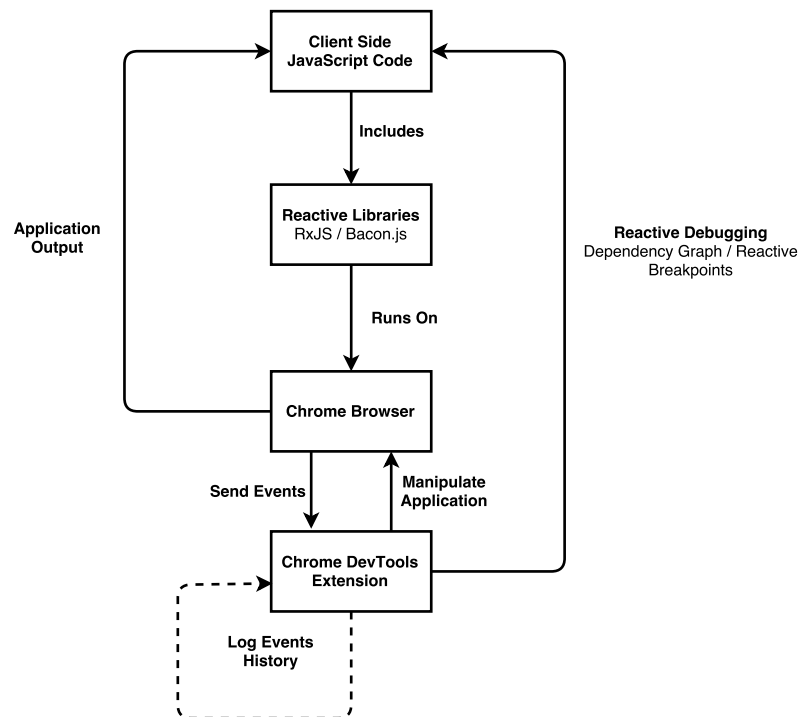 Client Side
JavaScript Code
Includes
Reactive Libraries
RxJS / Bacon.js
Application
Output
Reactive Debugging
Dependency Graph / Reactive
Breakpoints
Runs On
Chrome Browser
Send Events
Manipulate
Application
Chrome DevTools
Extension
Log Events
History